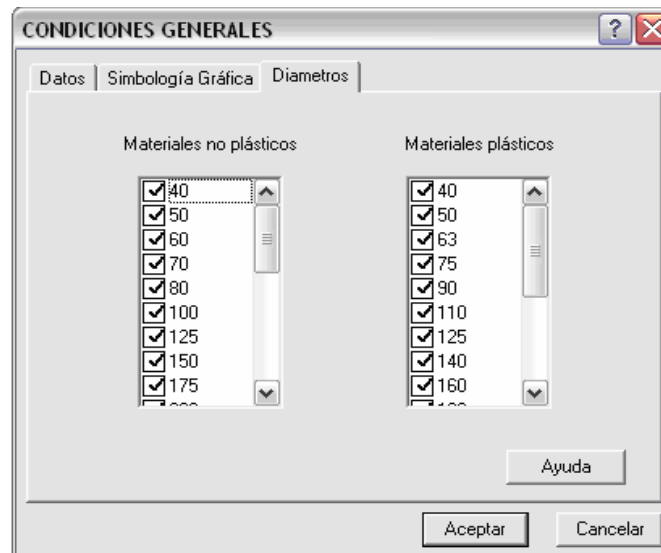 CONDICIONES GENERALES
Datos Simbología Gráfica Diametros
Materiales no plásticos Materiales plásticos
40 40
50 50
60 63
70 75
80 90
100 110
125 125
150 140
175 160
Ayuda
Aceptar Cancelar